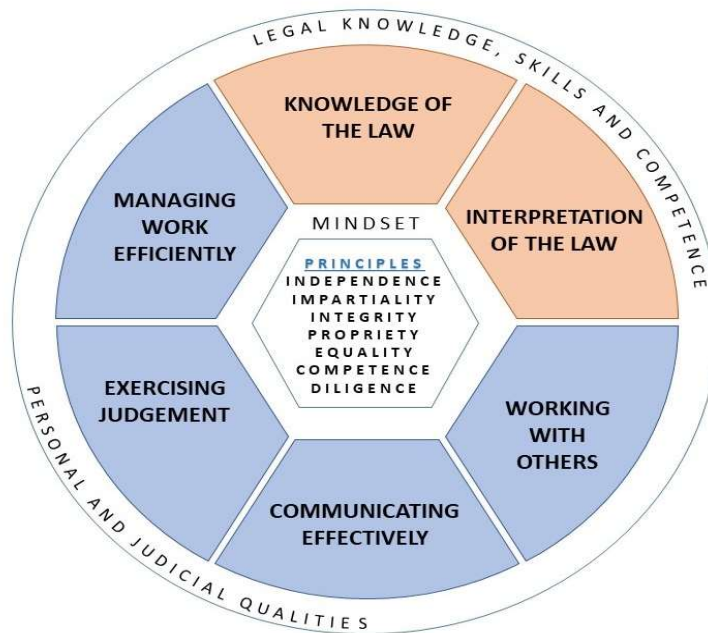 LEGAL KNOWLEDGE, SKILLS AND COMPETENCE
KNOWLEDGE OF
THE LAW
INTERPRETATION
OF THE LAW
MANAGING
WORK
EFFICIENTLY
MINDSET
PRINCIPLES
INDEPENDENCE
IMPARTIALITY
INTEGRITY
PROPRIETY
EQUALITY
COMPETENCE
DILIGENCE
EXERCISING
JUDGEMENT
WORKING
WITH
OTHERS
COMMUNICATING
EFFECTIVELY
PERSONAL AND JUDICIAL QUALITIES